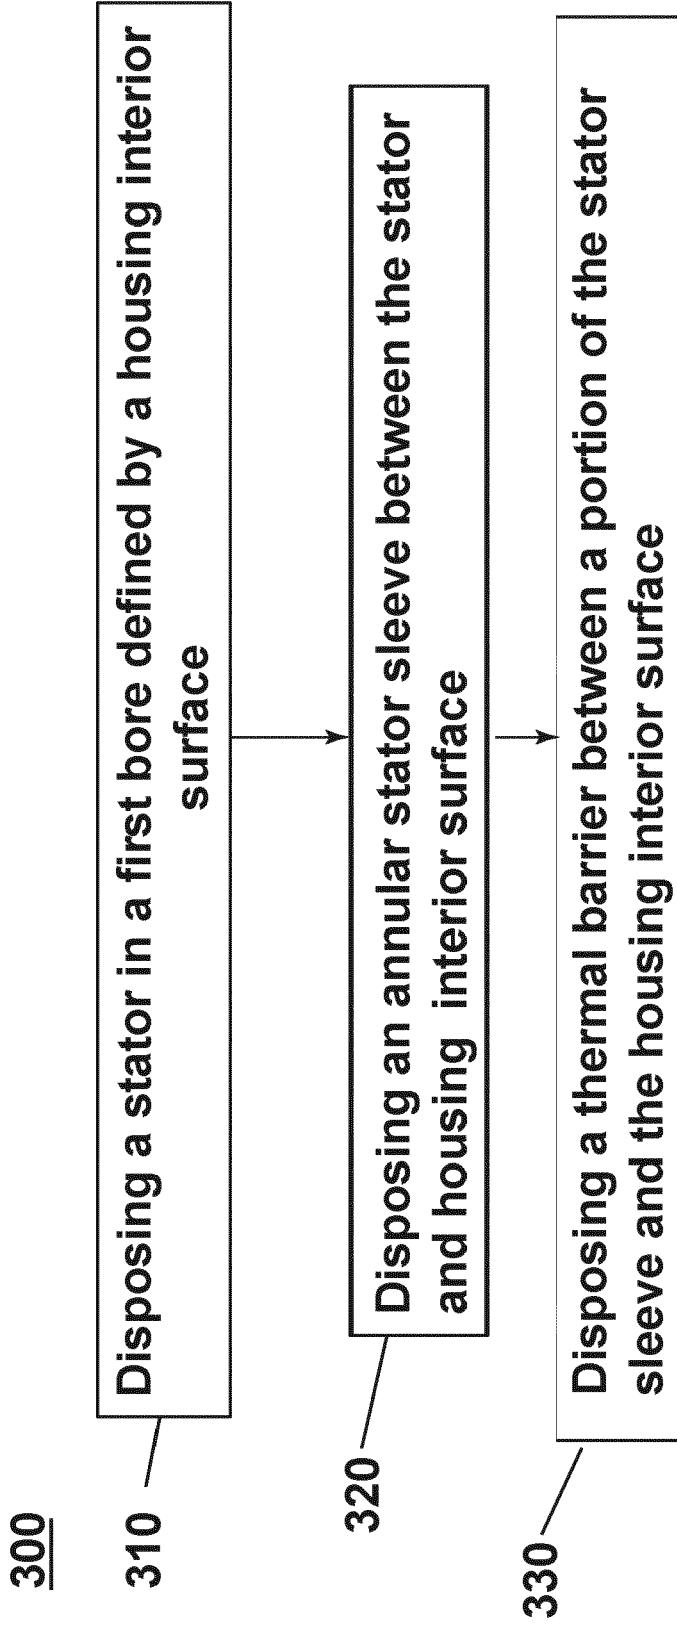 300
310
Disposing a stator in a first bore defined by a housing interior
surface
320
Disposing an annular stator sleeve between the stator
and housing interior surface
330
Disposing a thermal barrier between a portion of the stator
sleeve and the housing interior surface